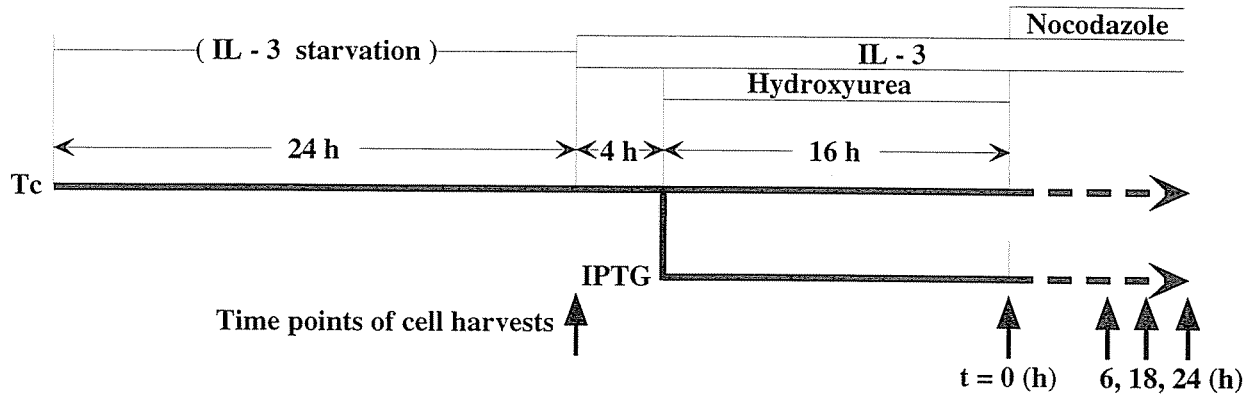 Nocodazole
( IL - 3 starvation )
IL - 3
Hydroxyurea
24 h
4 h
16 h
Tc
IPTG
Time points of cell harvests
t = 0 (h)
6, 18, 24 (h)